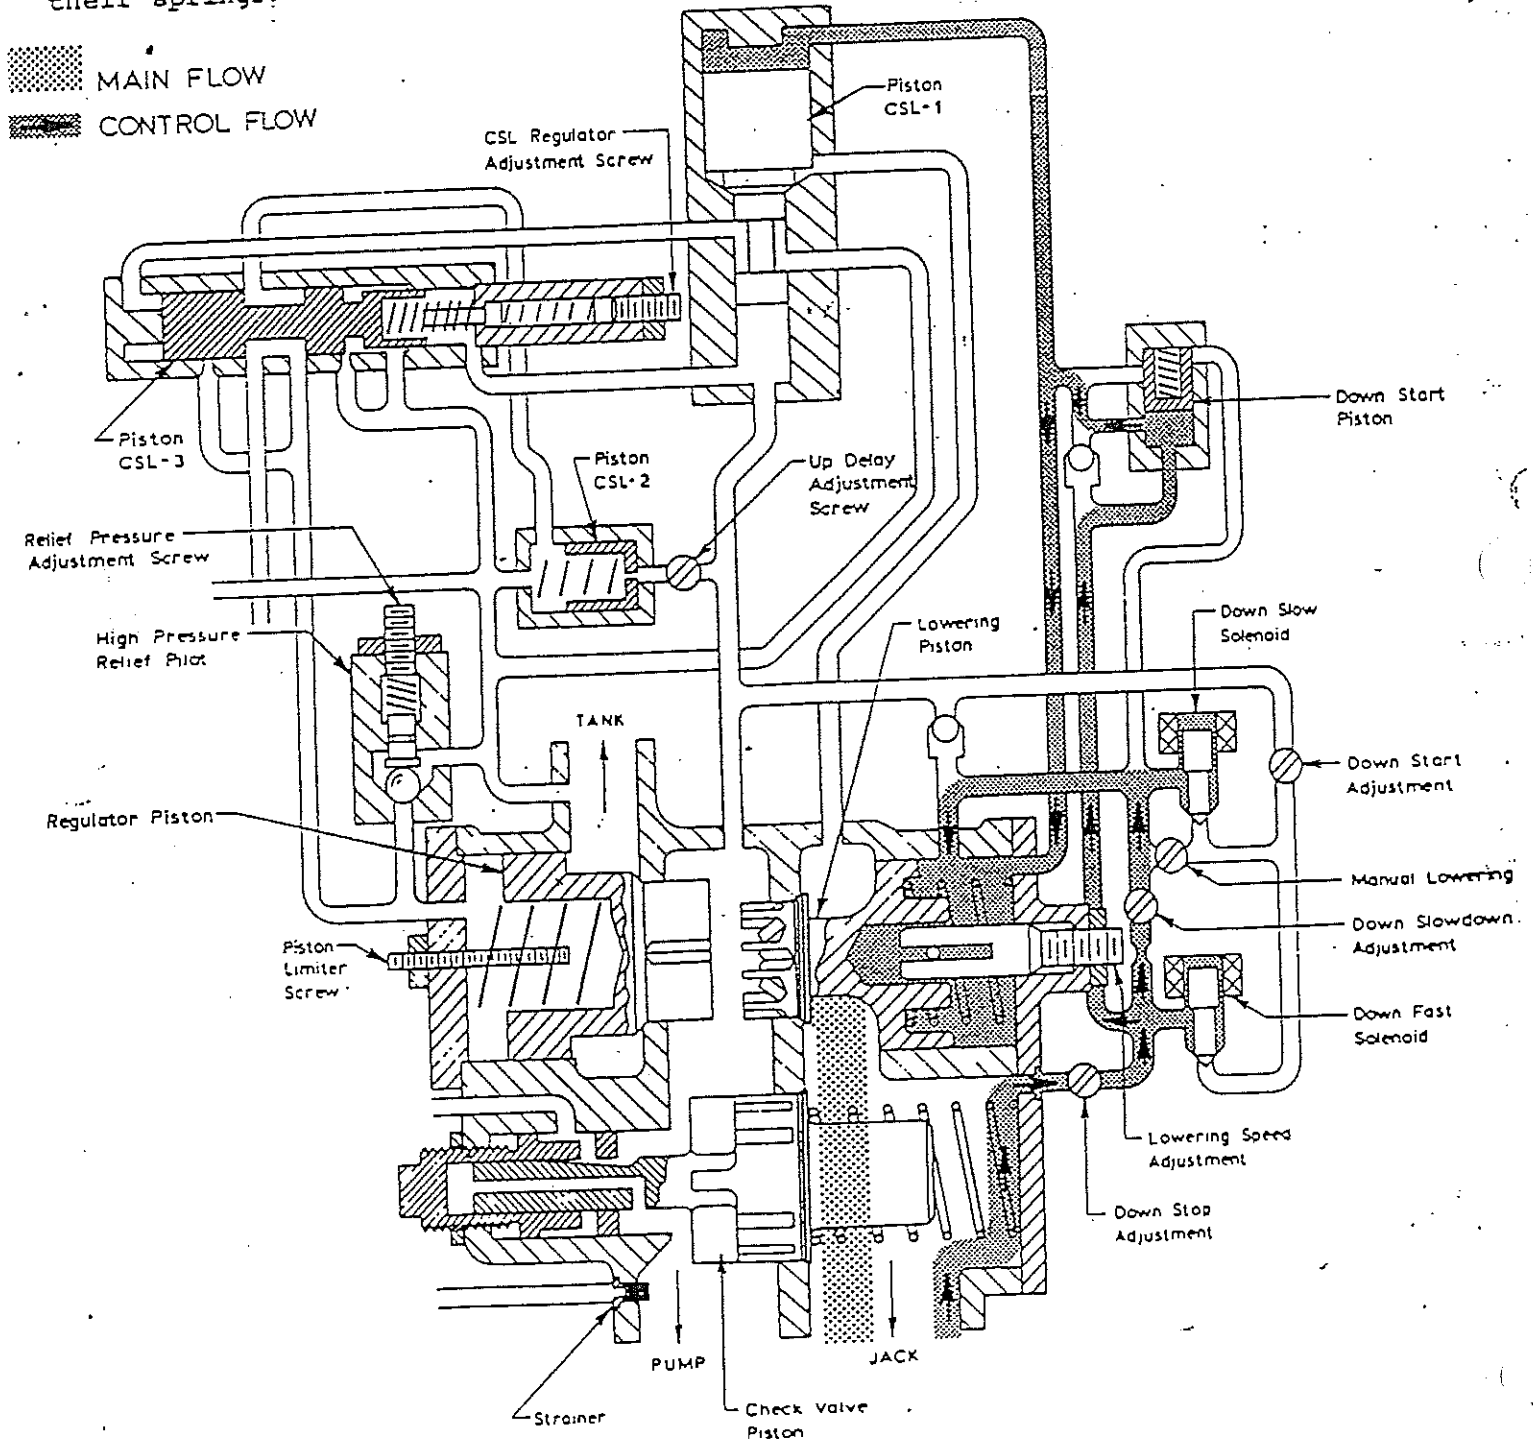 their springs.
MAIN FLOW
CONTROL FLOW
Piston
CSL-1
CSL Regulator
Adjustment Screw
Down Start
Piston
Piston
CSL-3
Piston
CSL-2
Up Delay
Adjustment
Screw
Relief Pressure
Adjustment Screw
High Pressure
Relief Pilot
Lowering
Piston
Down Slow
Solenoid
TANK
Down Start
Adjustment
Regulator Piston
Manual Lowering
Piston
Limiter
Screw
Down Slowdown
Adjustment
Down Fast
Solenoid
Lowering Speed
Adjustment
Down Stop
Adjustment
PUMP
JACK
Strainer
Check Valve
Piston